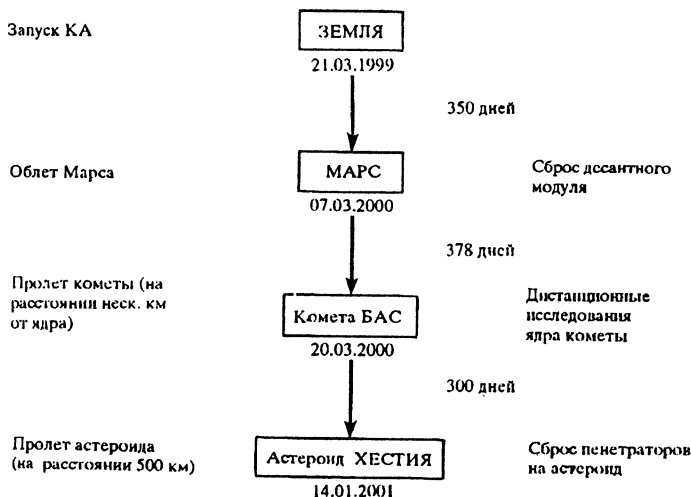 Запуск КА
ЗЕМЛЯ
21.03.1999
350 дней
Облет Марса
МАРС
Сброс десантного
модуля
07.03.2000
378 дней
Пролет кометы (на
расстоянии неск. км
от ядра)
Комета БАС
Дистанционные
исследования
ядра кометы
20.03.2000
300 дней
Пролет астероида
(на расстоянии 500 км)
Астероид ХЕСТИЯ
Сброс пенетраторов
на астероид
14.01.2001